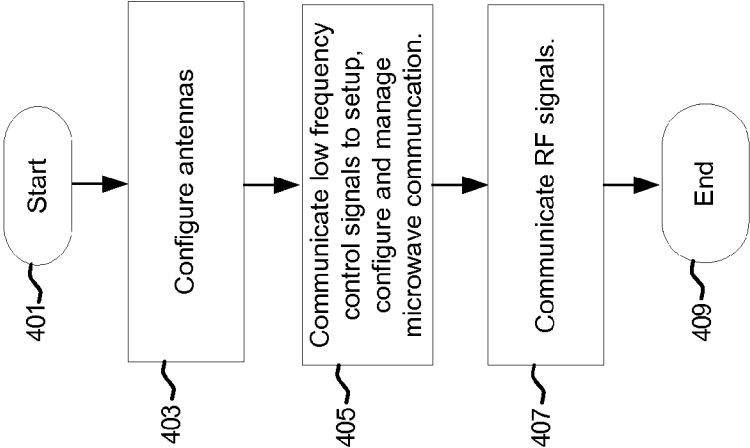 Start
401
Configure antennas
403
Communicate low frequency
control signals to setup,
configure and manage
microwave communcation.
405
Communicate RF signals.
407
End
409